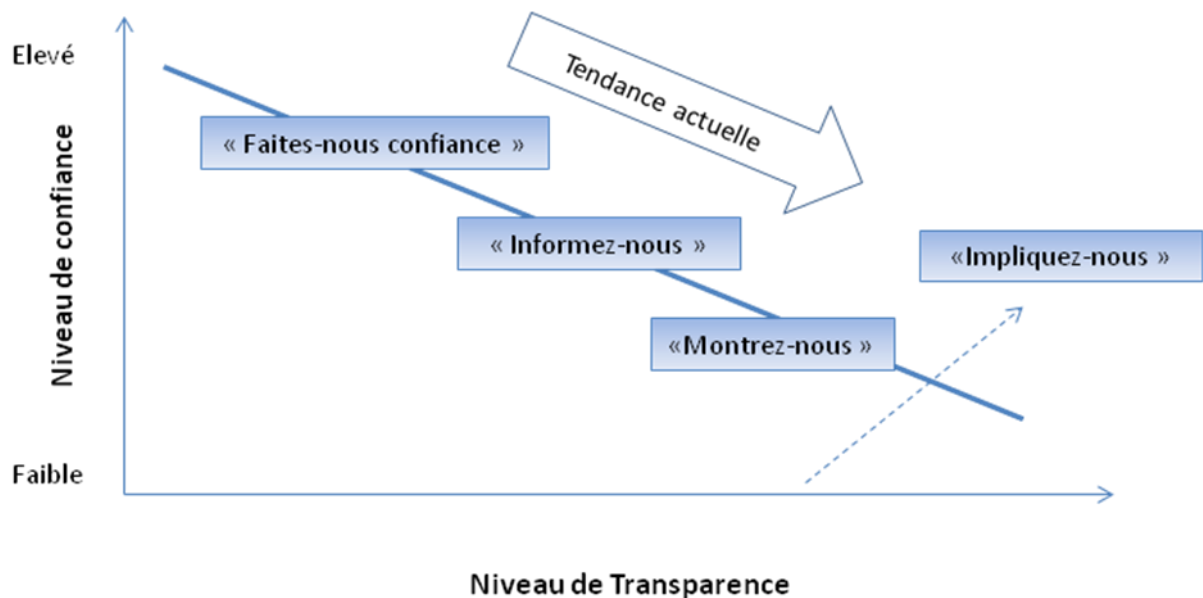 Elevé
Tendance actuelle
« Faites-nous confiance »
Niveau de confiance
« Informez-nous »
«Impliquez-nous »
«Montrez-nous »
Faible
Niveau de Transparence